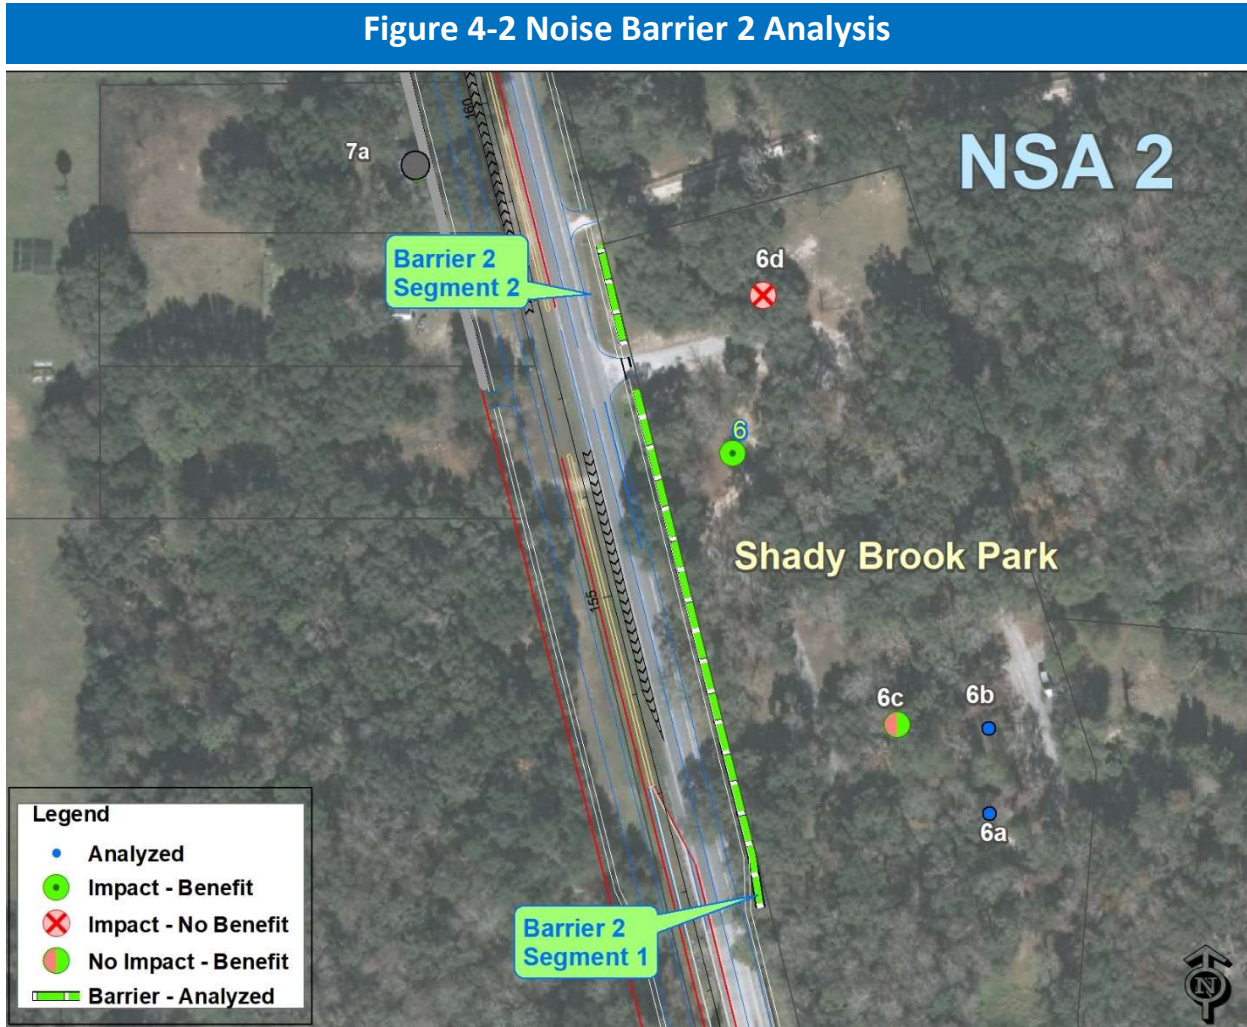 Figure 4-2 Noise Barrier 2 Analysis
160
7a
NSA 2
Barrier 2
Segment 2
6d
6
Shady Brook Park
155
6c
6b
6a
Barrier 2
Segment 1
Legend
Analyzed
Impact - Benefit
Impact - No Benefit
No Impact - Benefit
Barrier - Analyzed
N